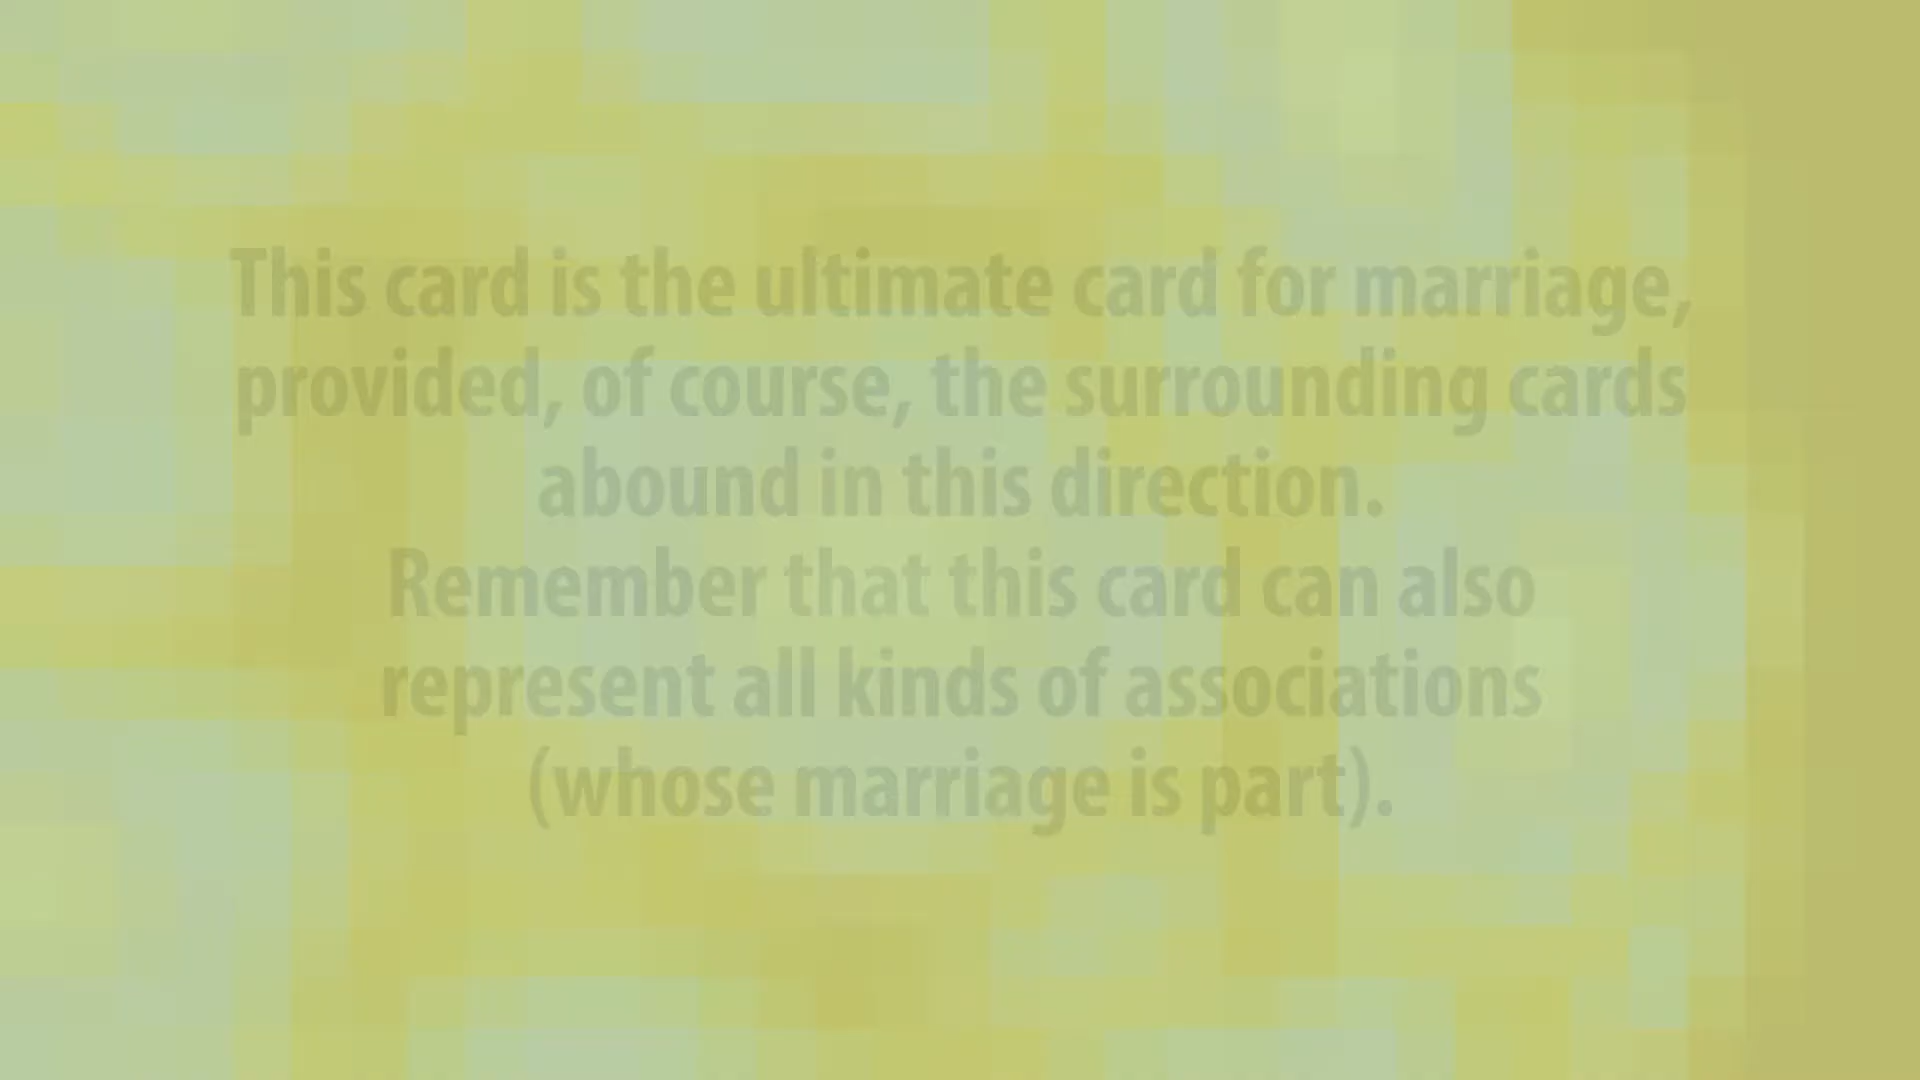 This card is the ultimate card for marriage,
provided, of course, the surrounding cards
abound in this direction.
Remember that this card can also
represent all kinds of associations
(whose marriage is part).